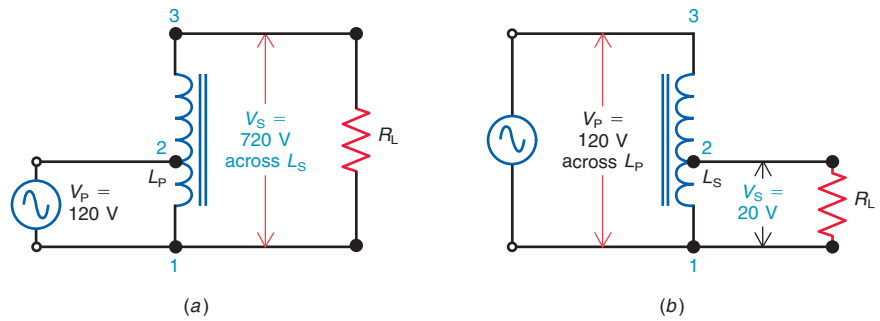 3
V_S =
720 V
across L_S
R_L
2
L_P
V_P =
120 V
1
(a)
3
V_P =
120 V
across L_P
2
L_S
V_S =
20 V
R_L
1
(b)